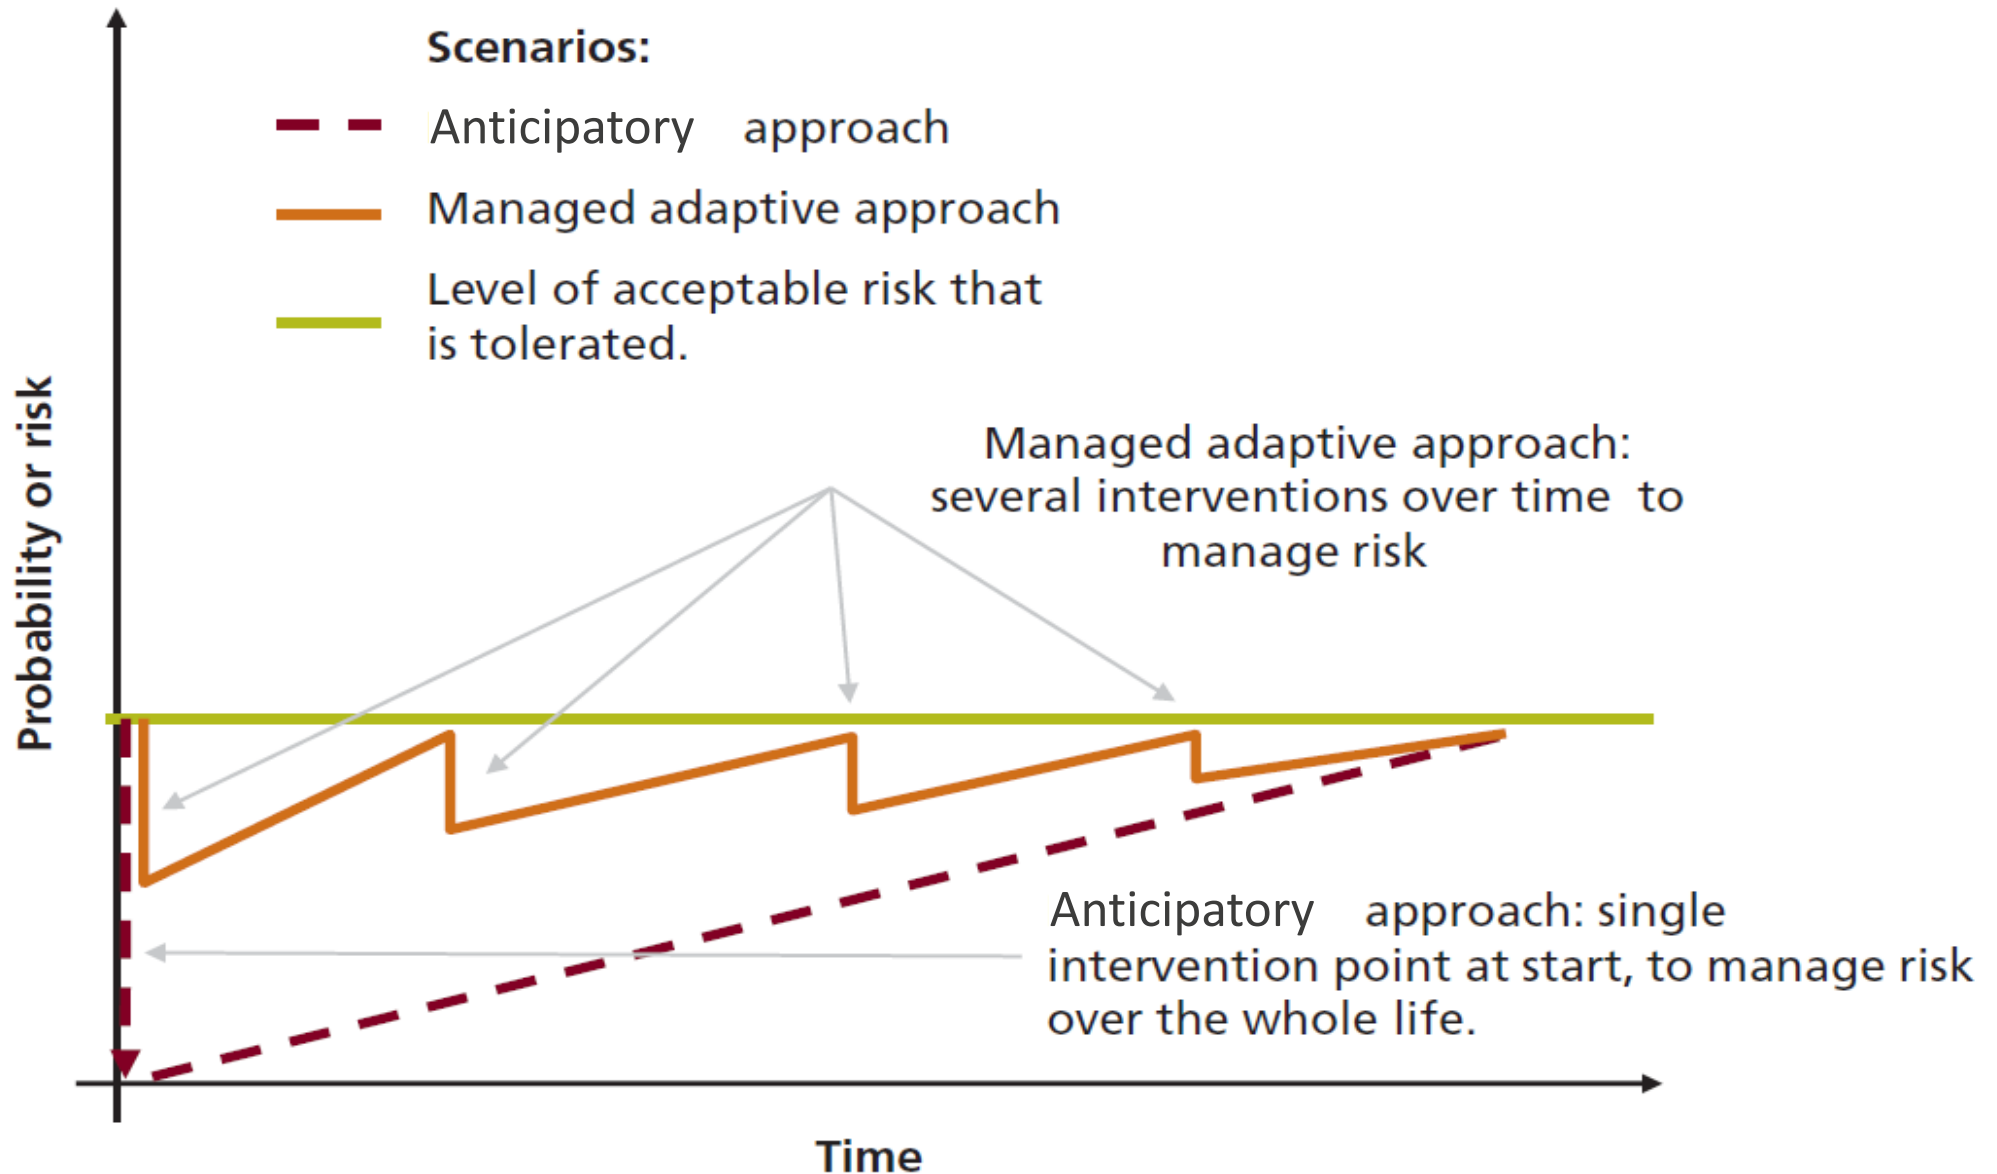 Scenarios:
Anticipatory approach
Managed adaptive approach
Level of acceptable risk that
is tolerated.
Probability or risk
Managed adaptive approach:
several interventions over time to
manage risk
Anticipatory approach: single
intervention point at start, to manage risk
over the whole life.
Time